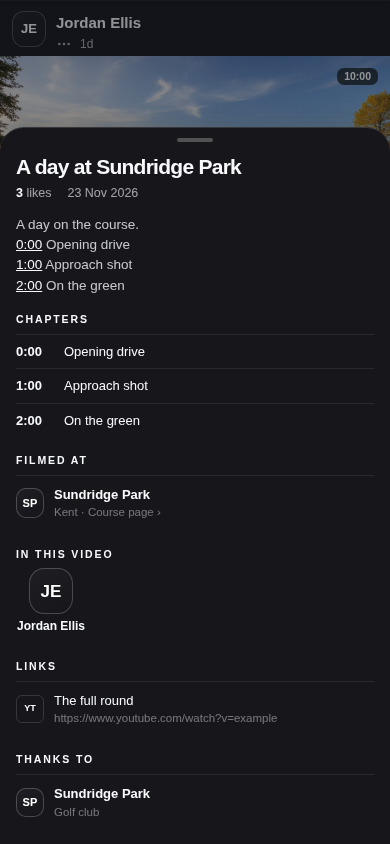 JE
Jordan Ellis
••• 1d
10:00
A day at Sundridge Park
3 likes 23 Nov 2026
A day on the course.
0:00 Opening drive
1:00 Approach shot
2:00 On the green
CHAPTERS
0:00 Opening drive
1:00 Approach shot
2:00 On the green
FILMED AT
SP
Sundridge Park
Kent · Course page ›
IN THIS VIDEO
JE
Jordan Ellis
LINKS
YT
The full round
https://www.youtube.com/watch?v=example
THANKS TO
SP
Sundridge Park
Golf club